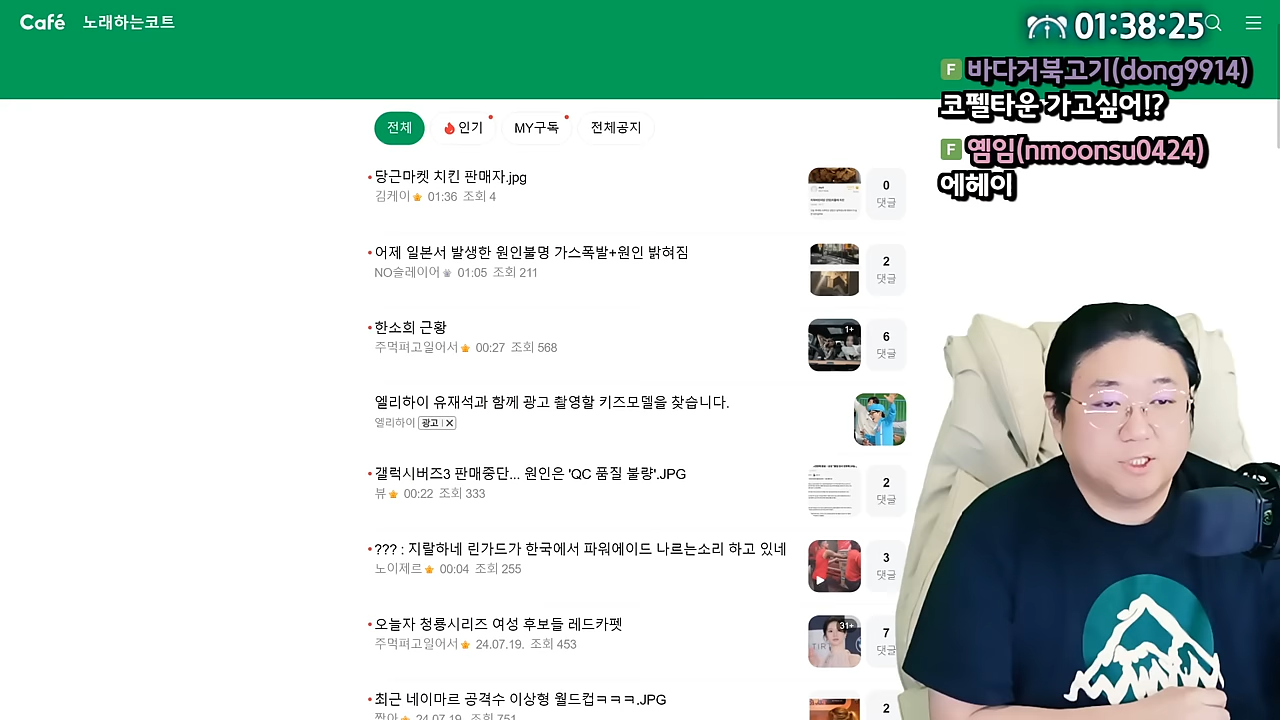 Café 노래하는코트
01:38:25
F 바다거북고기(dong9914)
코펠타운 가고싶어!?
F 옘임(nmoonsu0424)
에헤이
전체 인기 MY구독 전체공지
당근마켓 치킨 판매자.jpg
강케이 01:36 조회 4
0
댓글
어제 일본서 발생한 원인불명 가스폭발+원인 밝혀짐
NO슬레이어 01:05 조회 211
2
댓글
한소희 근황
주먹펴고일어서 00:27 조회 568
1+
6
댓글
엘리하이 유재석과 함께 광고 촬영할 키즈모델을 찾습니다.
엘리하이 광고 X
갤럭시버즈3 판매중단... 원인은 'QC 품질 불량'.JPG
00:22 조회
2
댓글
??? : 지랄하네 린가드가 한국에서 파워에이드 나르는소리 하고 있네
노이제르 00:04 조회 255
3
댓글
오늘자 청룡시리즈 여성 후보들 레드카펫
주먹펴고일어서 24.07.19. 조회 453
31+
7
댓글
최근 네이마르 공격수 이상형 월드컵ㅋㅋㅋ.JPG
24.07.19. 조회 751
2